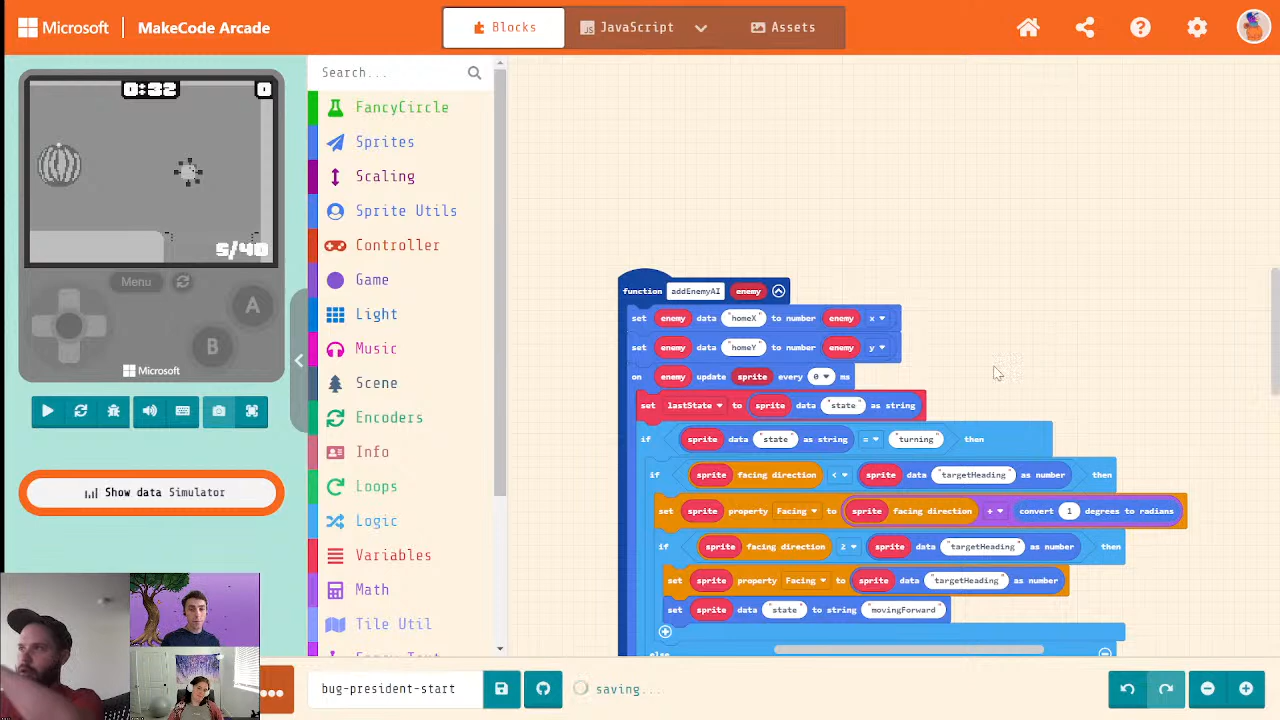 Microsoft | MakeCode Arcade
Blocks
JavaScript
Assets
0:32
0
5/40
Menu
A
B
Microsoft
Show data Simulator
Search...
FancyCircle
Sprites
Scaling
Sprite Utils
Controller
Game
Light
Music
Scene
Encoders
Info
Loops
Logic
Variables
Math
Tile Util
function addEnemyAI enemy
set enemy data "homeX" to number enemy x
set enemy data "homeY" to number enemy y
on enemy update sprite every 0 ms
set lastState to sprite data "state" as string
if sprite data "state" as string = "turning" then
if sprite facing direction < sprite data "targetHeading" as number then
set sprite property Facing to sprite facing direction + convert 1 degrees to radians
if sprite facing direction ≥ sprite data "targetHeading" as number then
set sprite property Facing to sprite data "targetHeading" as number
set sprite data "state" to string "movingForward"
else
bug-president-start
saving...